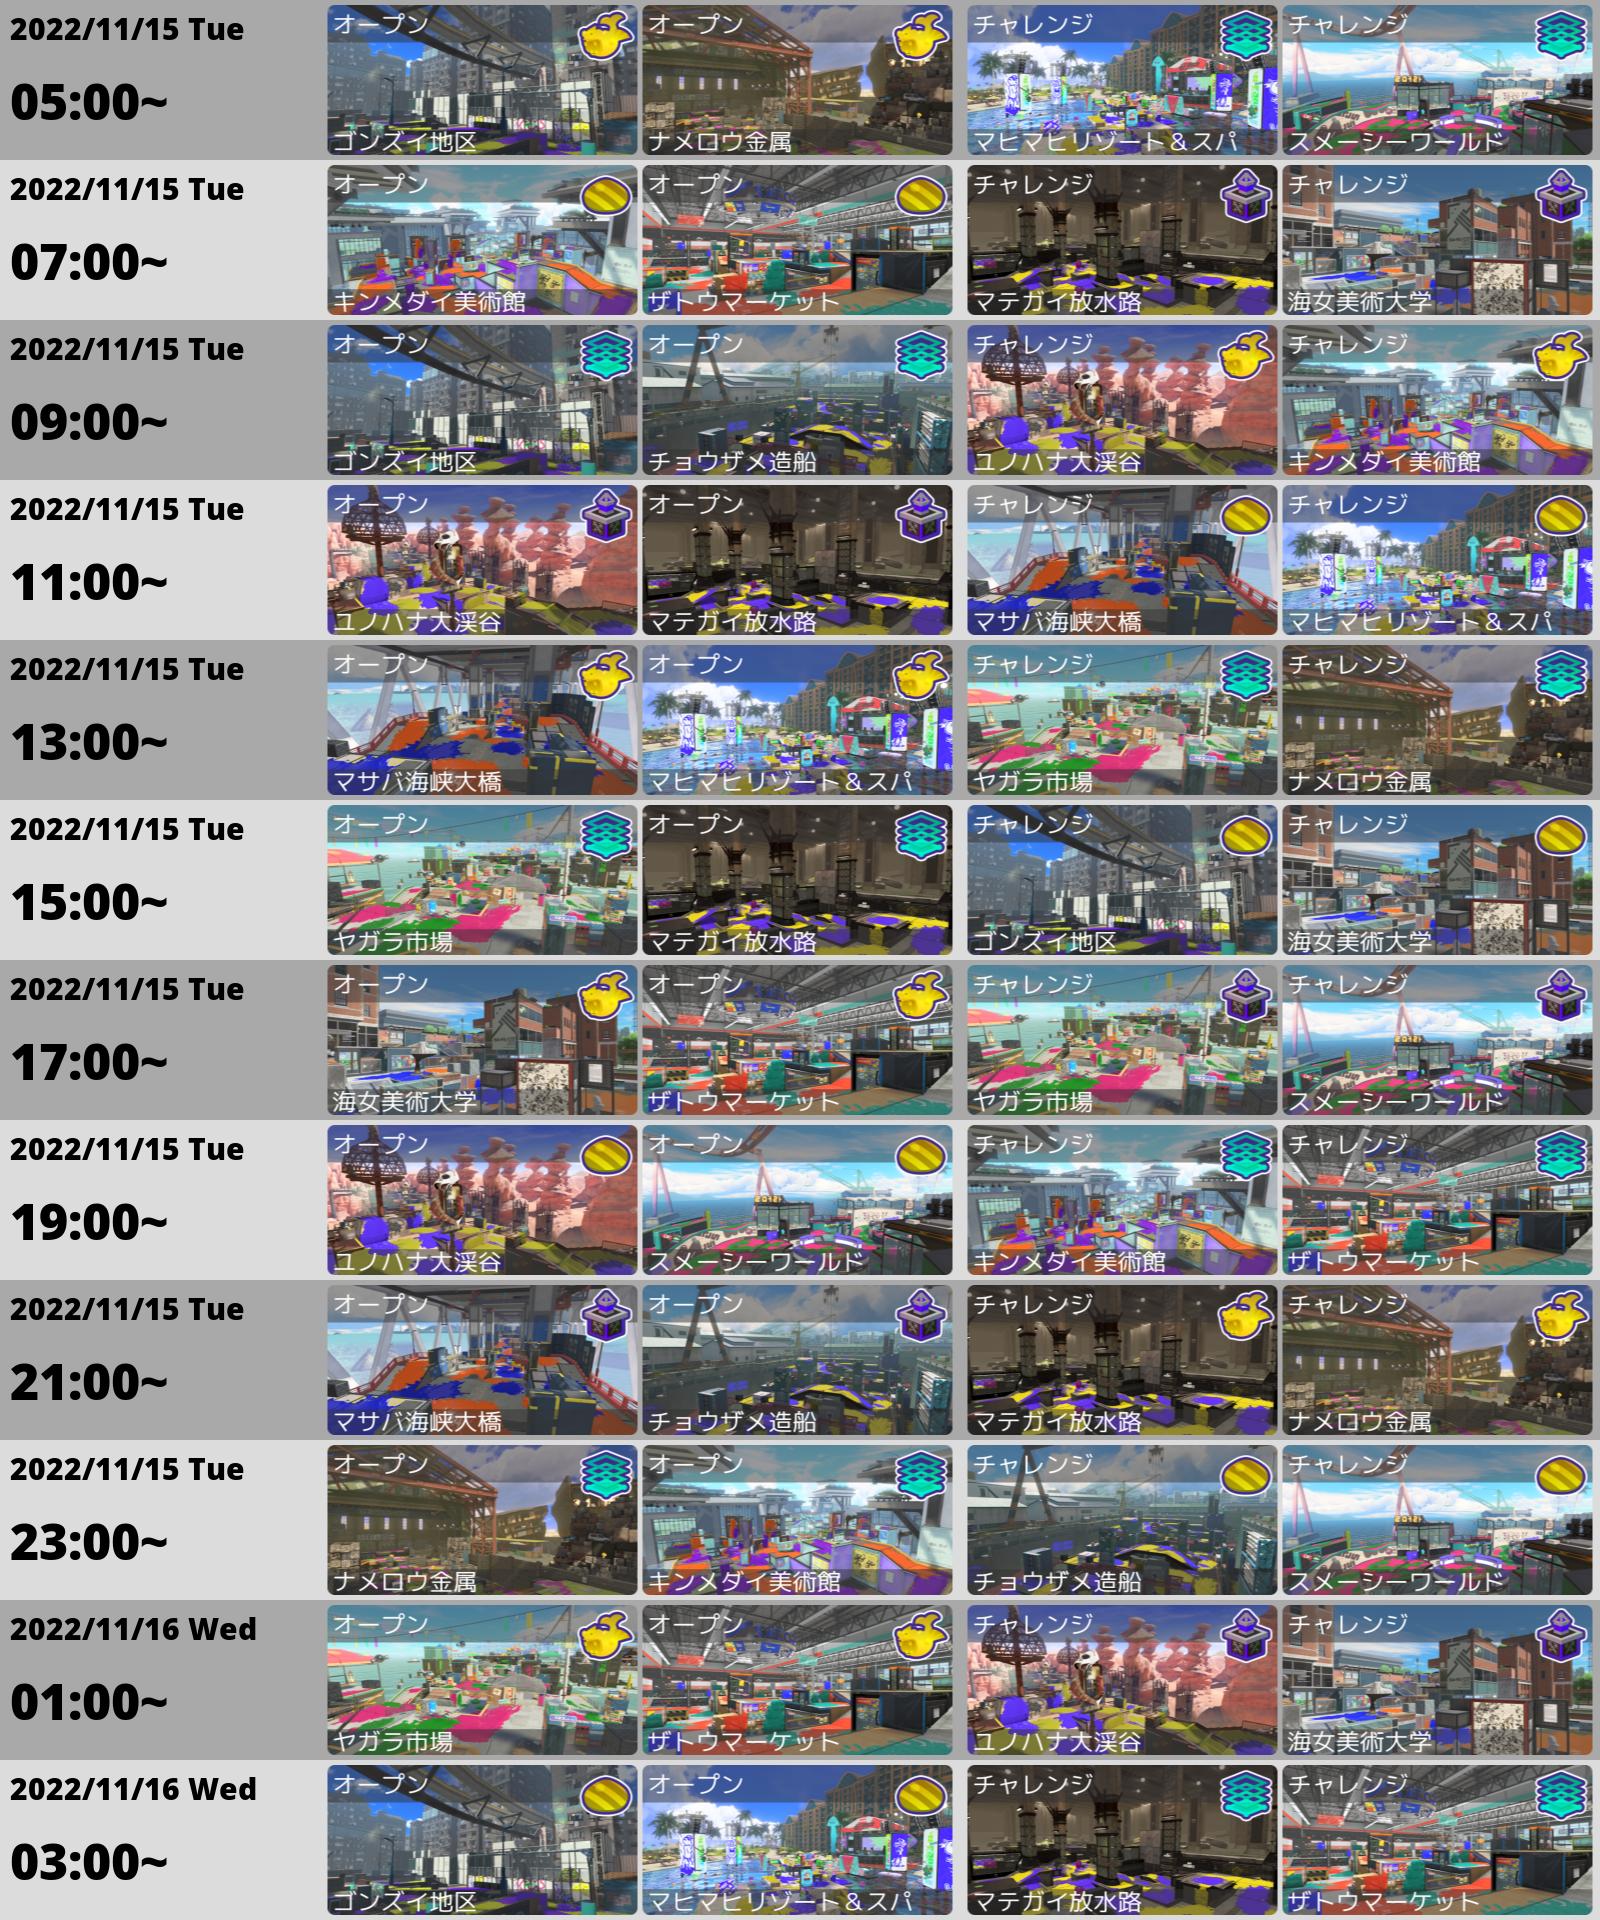 2022/11/15 Tue
05:00~
オープン
ゴンズイ地区
オープン
ナメロウ金属
チャレンジ
マヒマヒリゾート＆スパ
チャレンジ
スメーシーワールド
2022/11/15 Tue
07:00~
オープン
キンメダイ美術館
オープン
ザトウマーケット
チャレンジ
マテガイ放水路
チャレンジ
海女美術大学
2022/11/15 Tue
09:00~
オープン
ゴンズイ地区
オープン
チョウザメ造船
チャレンジ
ユノハナ大渓谷
チャレンジ
キンメダイ美術館
2022/11/15 Tue
11:00~
オープン
ユノハナ大渓谷
オープン
マテガイ放水路
チャレンジ
マサバ海峡大橋
チャレンジ
マヒマヒリゾート＆スパ
2022/11/15 Tue
13:00~
オープン
マサバ海峡大橋
オープン
マヒマヒリゾート＆スパ
チャレンジ
ヤガラ市場
チャレンジ
ナメロウ金属
2022/11/15 Tue
15:00~
オープン
ヤガラ市場
オープン
マテガイ放水路
チャレンジ
ゴンズイ地区
チャレンジ
海女美術大学
2022/11/15 Tue
17:00~
オープン
海女美術大学
オープン
ザトウマーケット
チャレンジ
ヤガラ市場
チャレンジ
スメーシーワールド
2022/11/15 Tue
19:00~
オープン
ユノハナ大渓谷
オープン
スメーシーワールド
チャレンジ
キンメダイ美術館
チャレンジ
ザトウマーケット
2022/11/15 Tue
21:00~
オープン
マサバ海峡大橋
オープン
チョウザメ造船
チャレンジ
マテガイ放水路
チャレンジ
ナメロウ金属
2022/11/15 Tue
23:00~
オープン
ナメロウ金属
オープン
キンメダイ美術館
チャレンジ
チョウザメ造船
チャレンジ
スメーシーワールド
2022/11/16 Wed
01:00~
オープン
ヤガラ市場
オープン
ザトウマーケット
チャレンジ
ユノハナ大渓谷
チャレンジ
海女美術大学
2022/11/16 Wed
03:00~
オープン
ゴンズイ地区
オープン
マヒマヒリゾート＆スパ
チャレンジ
マテガイ放水路
チャレンジ
ザトウマーケット